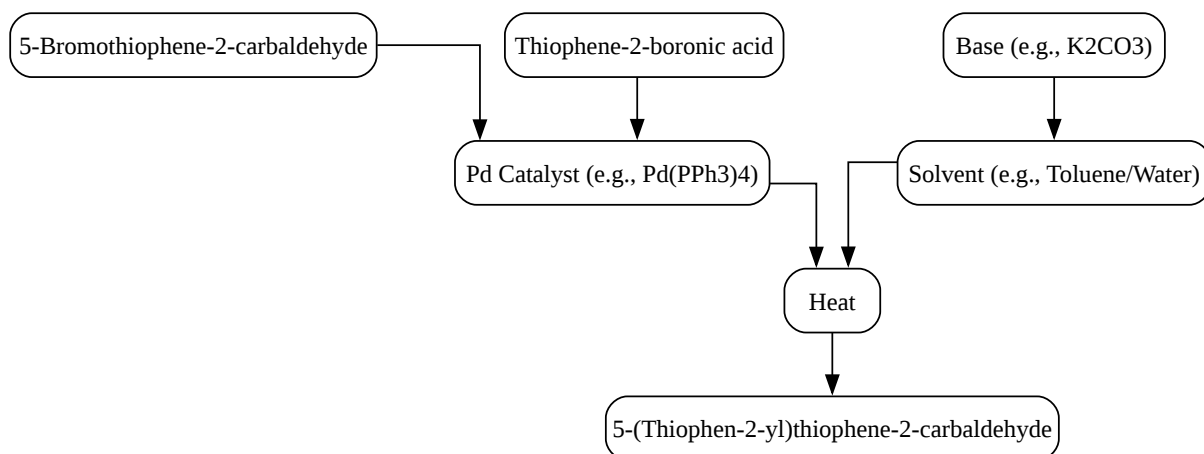 5-Bromothiophene-2-carbaldehyde
Thiophene-2-boronic acid
Base (e.g., K2CO3)
Pd Catalyst (e.g., Pd(PPh3)4)
Solvent (e.g., Toluene/Water)
Heat
5-(Thiophen-2-yl)thiophene-2-carbaldehyde